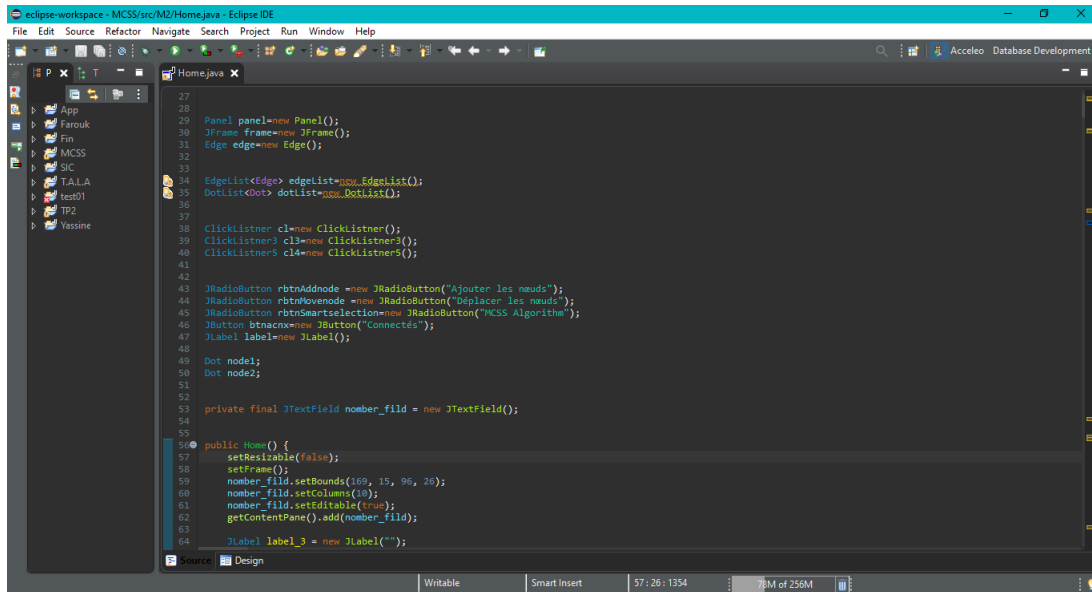 eclipse-workspace - MCSS/src/M2/Home.java - Eclipse IDE
File Edit Source Refactor Navigate Search Project Run Window Help
Acceleo Database Development
P T
Home.java
App
Farouk
Fin
MCSS
SIC
T.A.L.A
test01
TP2
Yassine
27
28
29 Panel panel=new Panel();
30 JFrame frame=new JFrame();
31 Edge edge=new Edge();
32
33
34 EdgeList<Edge> edgeList=new EdgeList();
35 DotList<Dot> dotList=new DotList();
36
37
38 ClickListner cl=new ClickListner();
39 ClickListner3 cl3=new ClickListner3();
40 ClickListner5 cl4=new ClickListner5();
41
42
43 JRadioButton rbtnAddnode =new JRadioButton("Ajouter les nœuds");
44 JRadioButton rbtnMovenode =new JRadioButton("Déplacer les nœuds");
45 JRadioButton rbtnSmartselection=new JRadioButton("MCSS Algorithm");
46 JButton btnacnx=new JButton("Connectés");
47 JLabel label=new JLabel();
48
49 Dot node1;
50 Dot node2;
51
52
53 private final JTextField nomber_fild = new JTextField();
54
55
56 public Home() {
57 setResizable(false);
58 setFrame();
59 nomber_fild.setBounds(169, 15, 96, 26);
60 nomber_fild.setColumns(10);
61 nomber_fild.setEditable(true);
62 getContentPane().add(nomber_fild);
63
64 JLabel label_3 = new JLabel("");
Source Design
Writable Smart Insert 57 : 26 : 1354 78M of 256M